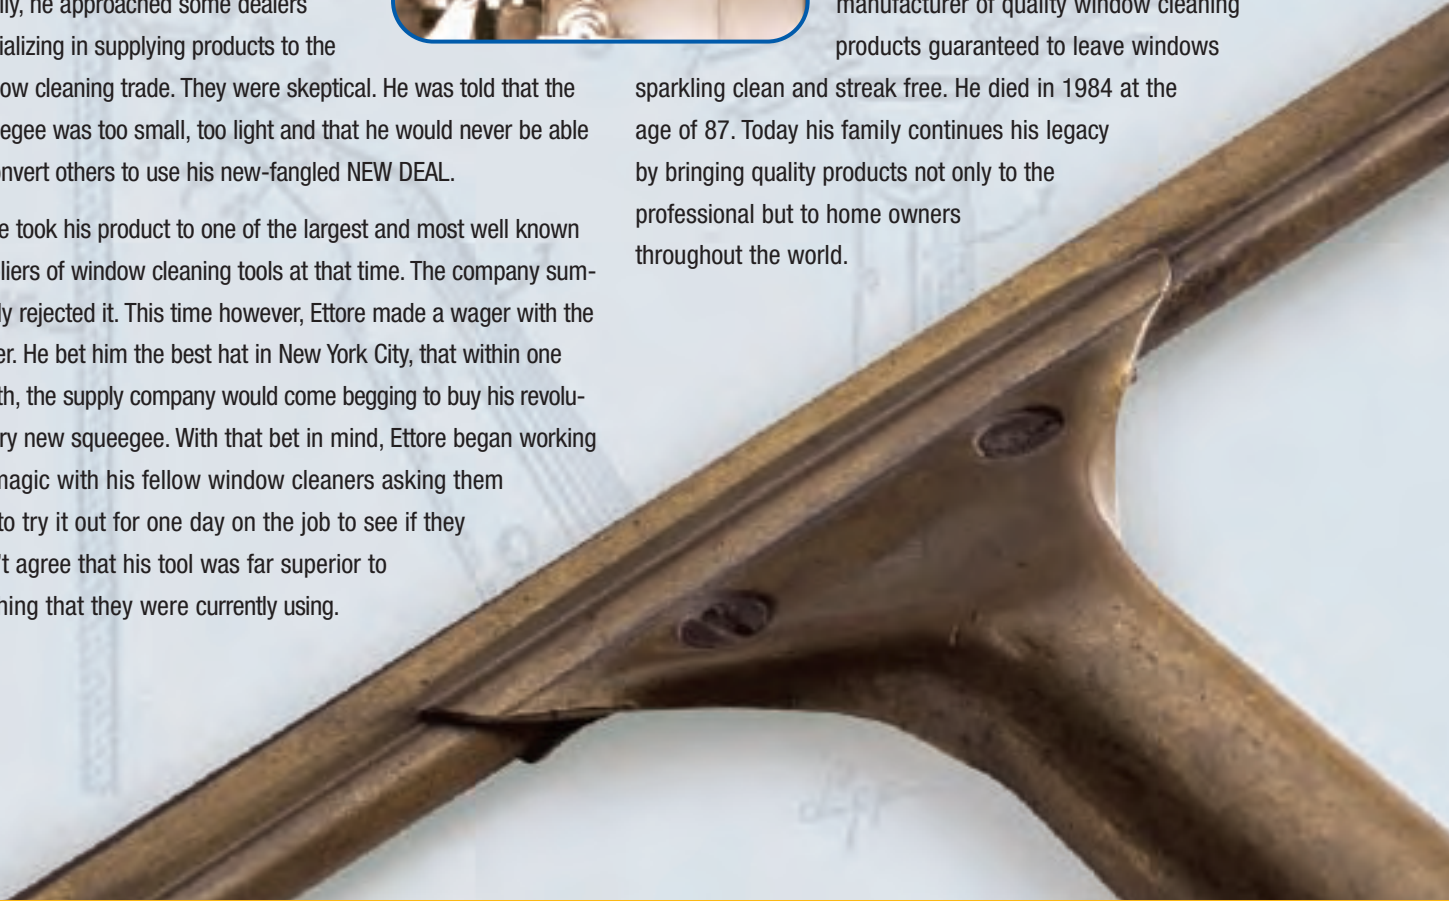 ly, he approached some dealers
ializing in supplying products to the
ow cleaning trade. They were skeptical. He was told that the
egee was too small, too light and that he would never be able
nvert others to use his new-fangled NEW DEAL.
e took his product to one of the largest and most well known
liers of window cleaning tools at that time. The company sum-
ly rejected it. This time however, Ettore made a wager with the
er. He bet him the best hat in New York City, that within one
th, the supply company would come begging to buy his revolu-
ry new squeegee. With that bet in mind, Ettore began working
magic with his fellow window cleaners asking them
to try it out for one day on the job to see if they
't agree that his tool was far superior to
hing that they were currently using.
manufacturer of quality window cleaning
products guaranteed to leave windows
sparkling clean and streak free. He died in 1984 at the
age of 87. Today his family continues his legacy
by bringing quality products not only to the
professional but to home owners
throughout the world.